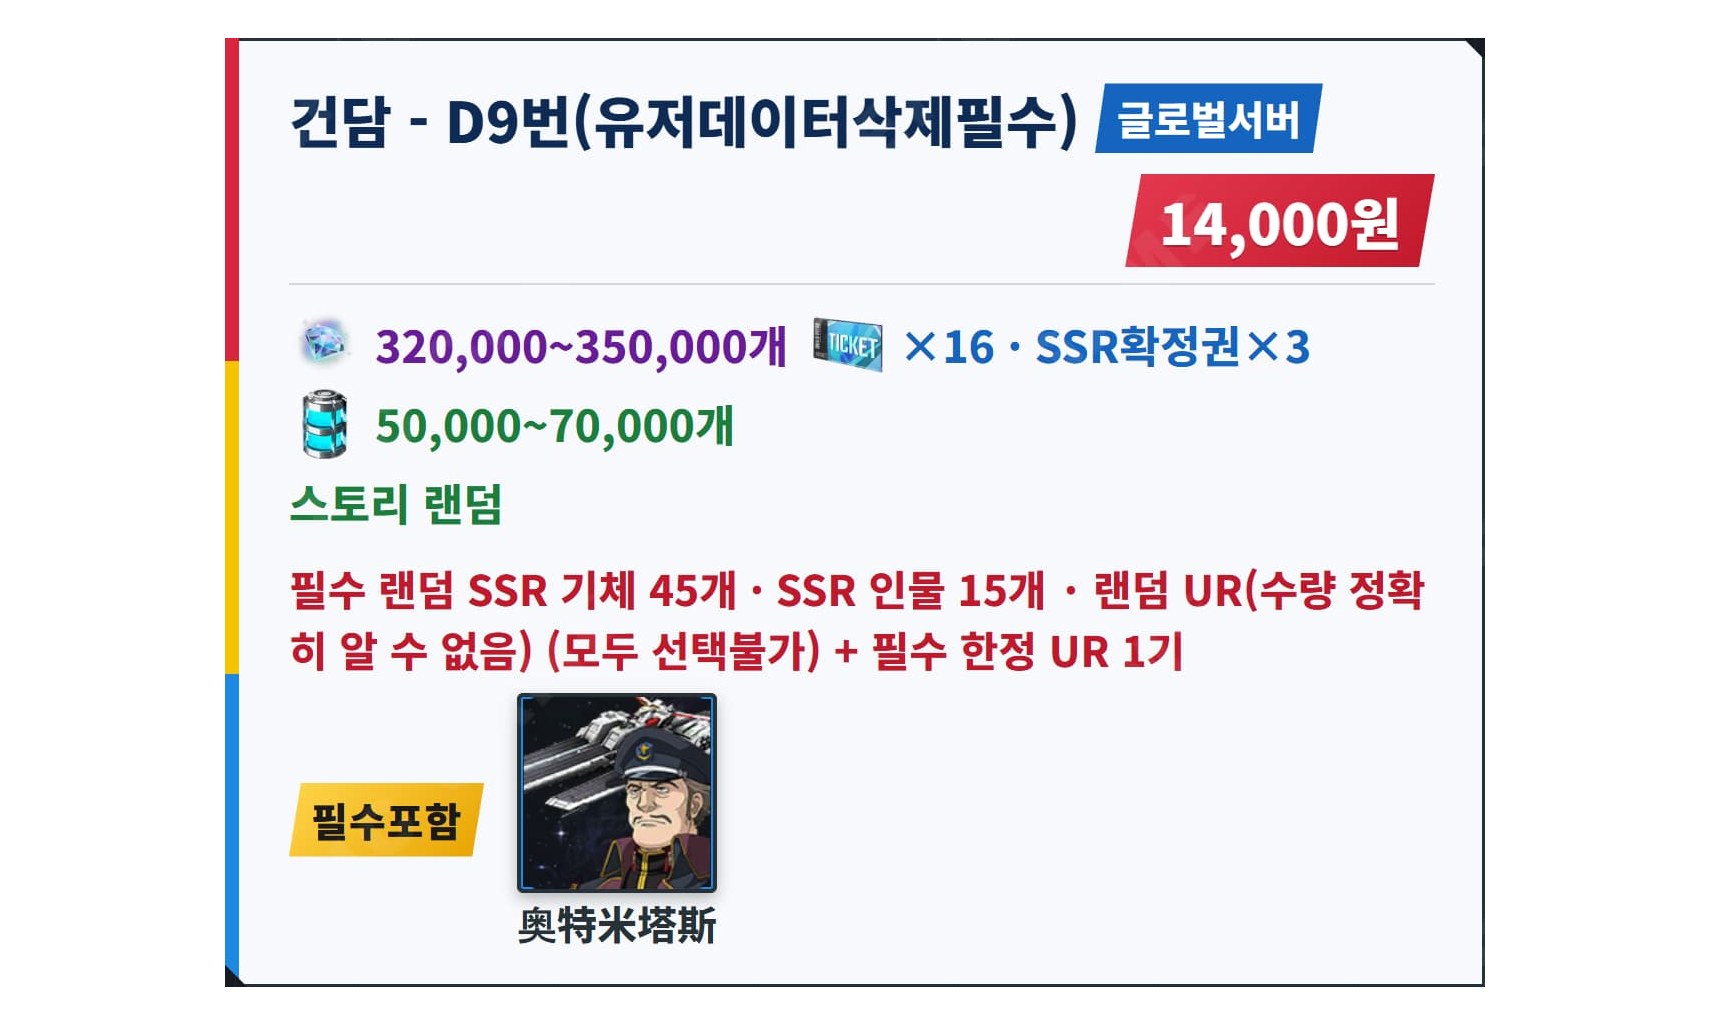 건담 - D9번(유저데이터삭제필수) 글로벌서버
14,000원
320,000~350,000개 TICKET ×16 · SSR확정권×3
50,000~70,000개
스토리 랜덤
필수 랜덤 SSR 기체 45개 · SSR 인물 15개 · 랜덤 UR(수량 정확
히 알 수 없음) (모두 선택불가) + 필수 한정 UR 1기
필수포함
奥特米塔斯